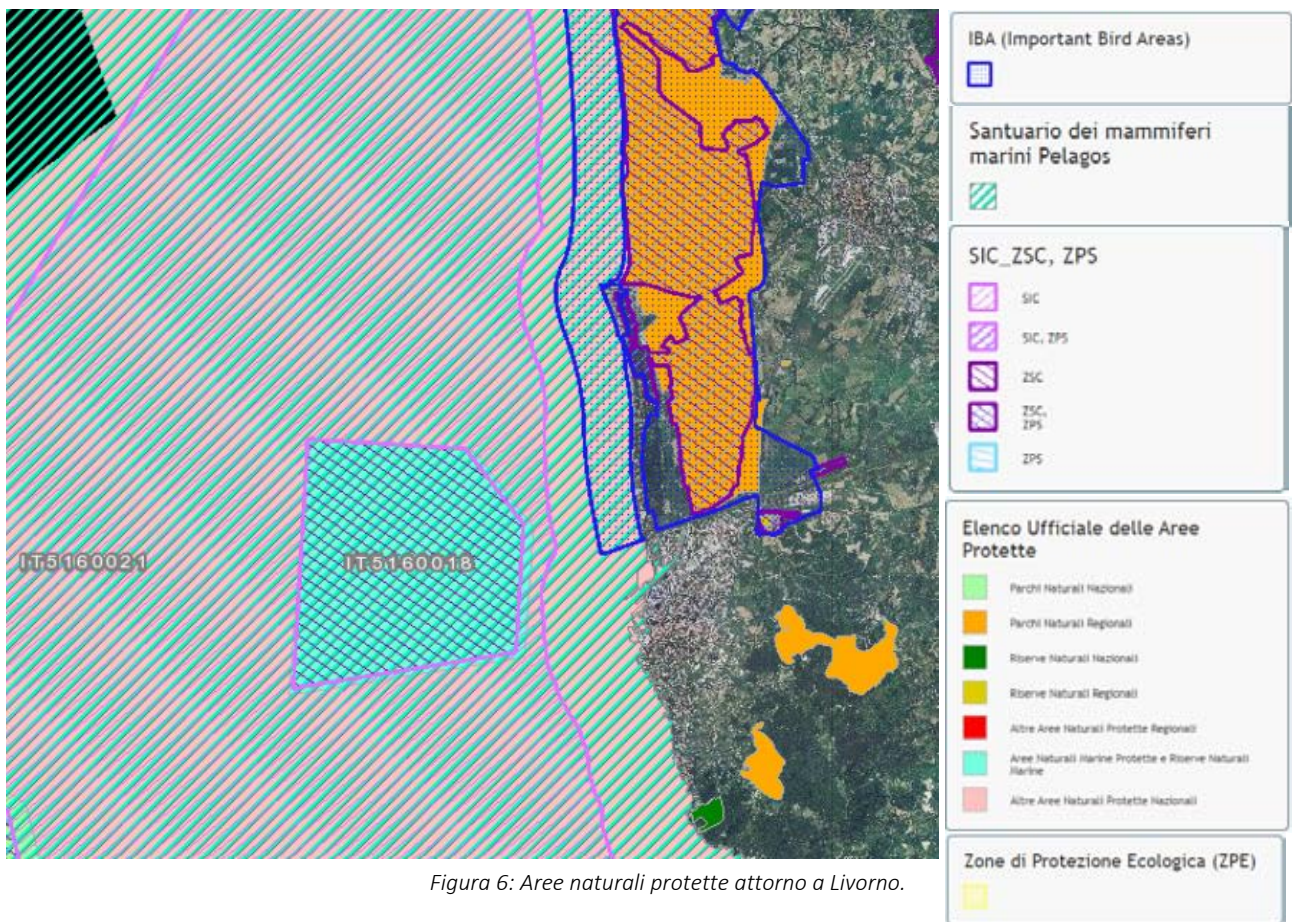 IT5160021
IT5160018
Figura 6: Aree naturali protette attorno a Livorno.
IBA (Important Bird Areas)
Santuario dei mammiferi
marini Pelagos
SIC_ZSC, ZPS
SIC
SIC, ZPS
ZSC
ZSC,
ZPS
ZPS
Elenco Ufficiale delle Aree
Protette
Parchi Naturali Nazionali
Parchi Naturali Regionali
Riserve Naturali Nazionali
Riserve Naturali Regionali
Altre Aree Naturali Protette Regionali
Aree Naturali Marine Protette e Riserve Naturali
Marine
Altre Aree Naturali Protette Nazionali
Zone di Protezione Ecologica (ZPE)